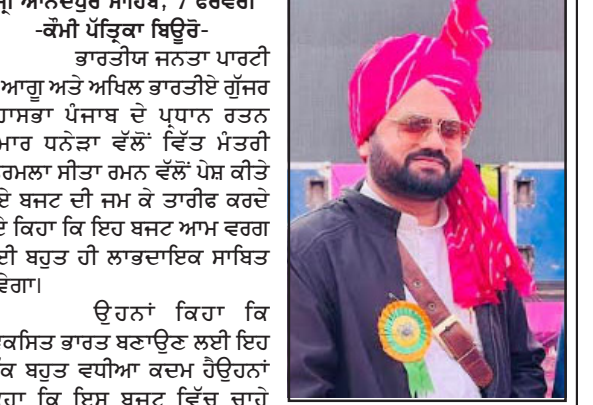 ਆਨੰਦਪੁਰ ਸਾਹਿਬ, 7 ਫਰਵਰੀ
-ਕੌਮੀ ਪੱਤ੍ਰਿਕਾ ਬਿਊਰੋ-
ਭਾਰਤੀਯ ਜਨਤਾ ਪਾਰਟੀ
ਆਗੂ ਅਤੇ ਅਖਿਲ ਭਾਰਤੀਏ ਗੁੱਜਰ
ਹਾਸਭਾ ਪੰਜਾਬ ਦੇ ਪ੍ਰਧਾਨ ਰਤਨ
ਮਾਰ ਧਨੇੜਾ ਵੱਲੋਂ ਵਿੱਤ ਮੰਤਰੀ
ਰਮਲਾ ਸੀਤਾ ਰਮਨ ਵੱਲੋਂ ਪੇਸ਼ ਕੀਤੇ
ਏ ਬਜਟ ਦੀ ਜਮ ਕੇ ਤਾਰੀਫ ਕਰਦੇ
ਏ ਕਿਹਾ ਕਿ ਇਹ ਬਜਟ ਆਮ ਵਰਗ
ਈ ਬਹੁਤ ਹੀ ਲਾਭਦਾਇਕ ਸਾਬਿਤ
ਵੇਗਾ।
ਉਹਨਾਂ ਕਿਹਾ ਕਿ
ਕਸਿਤ ਭਾਰਤ ਬਣਾਉਣ ਲਈ ਇਹ
ਕ ਬਹੁਤ ਵਧੀਆ ਕਦਮ ਹੈਉਹਨਾਂ
ਹਾ ਕਿ ਇਸ ਬਜਟ ਵਿੱਚ ਚਾਹੇ